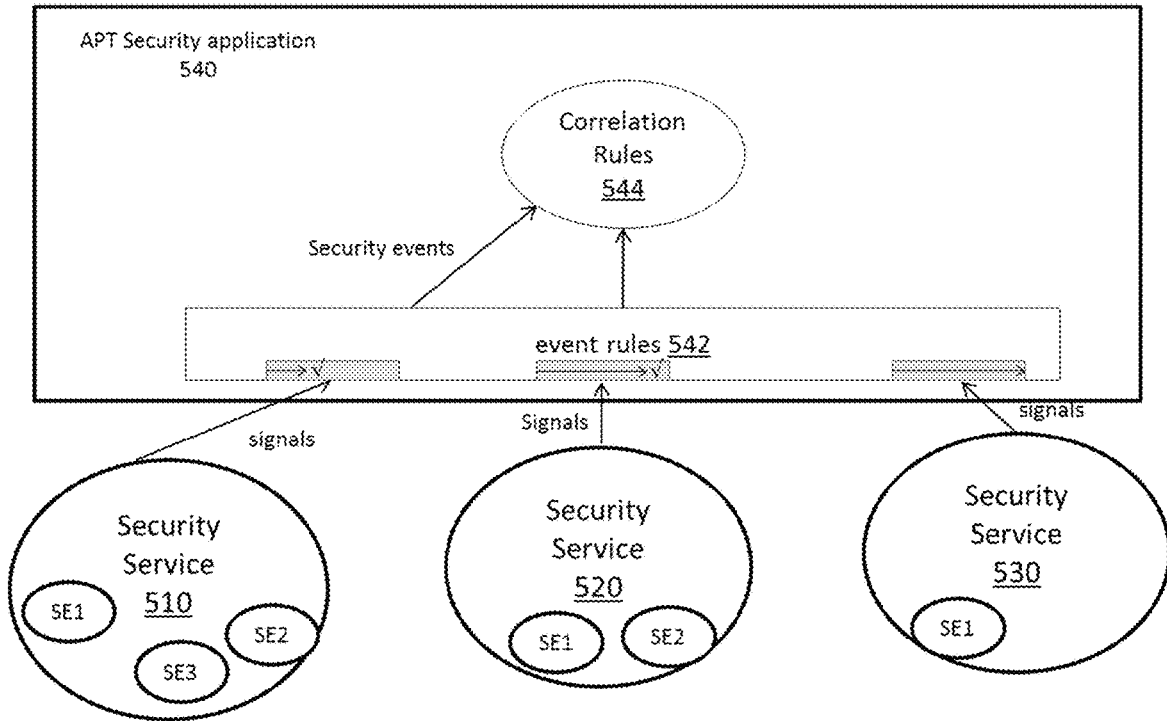 APT Security application
540
Correlation
Rules
544
Security events
event rules 542
signals
Signals
signals
Security
Service
510
SE1
SE2
SE3
Security
Service
520
SE1
SE2
Security
Service
530
SE1